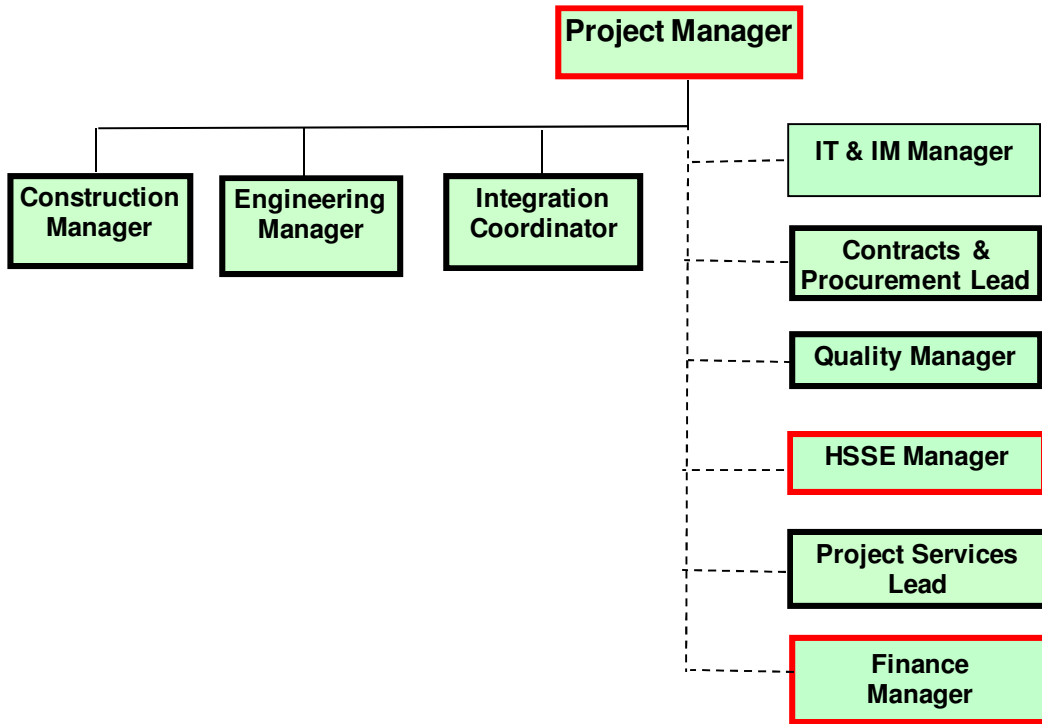 Project Manager
Construction
Manager
Engineering
Manager
Integration
Coordinator
IT & IM Manager
Contracts &
Procurement Lead
Quality Manager
HSSE Manager
Project Services
Lead
Finance
Manager